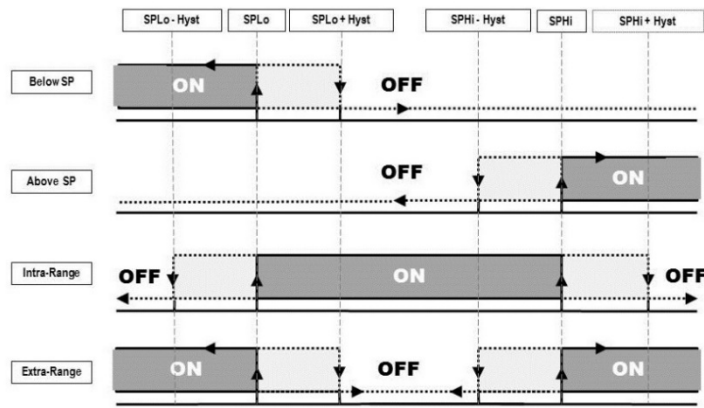 SPLo - Hyst SPLo SPLo + Hyst SPHi - Hyst SPHi SPHi + Hyst
Below SP ON OFF
Above SP OFF ON
Intra-Range OFF ON OFF
Extra-Range ON OFF ON